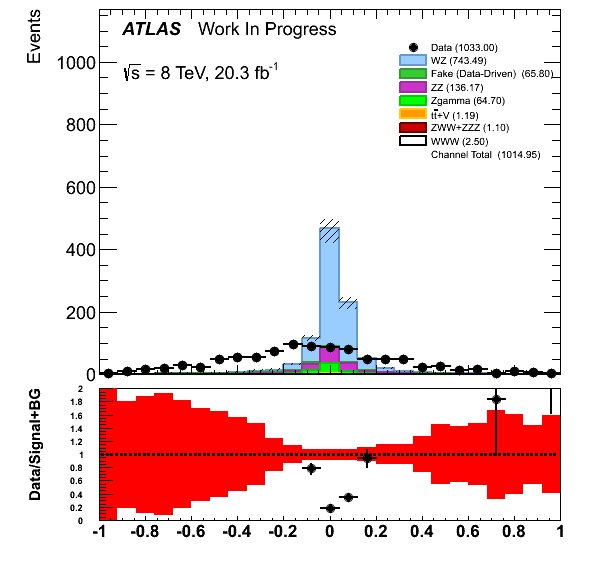 ATLAS Work In Progress
√s = 8 TeV, 20.3 fb-1
Events
1000
800
600
400
200
0
Data (1033.00)
WZ (743.49)
Fake (Data-Driven) (65.80)
ZZ (136.17)
Zgamma (64.70)
tt+V (1.19)
ZWW+ZZZ (1.10)
WWW (2.50)
Channel Total (1014.95)
Data/Signal+BG
2
1.8
1.6
1.4
1.2
1
0.8
0.6
0.4
0.2
0
-1 -0.8 -0.6 -0.4 -0.2 0 0.2 0.4 0.6 0.8 1